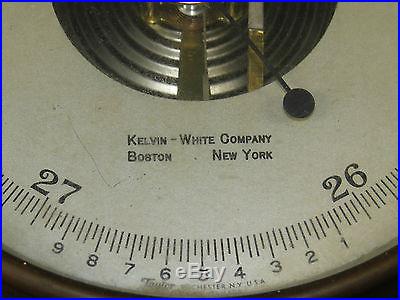 KELVIN - WHITE COMPANY
BOSTON NEW YORK
27 26
9 8 7 6 5 4 3 2 1
Taylor ROCHESTER N.Y. U.S.A.